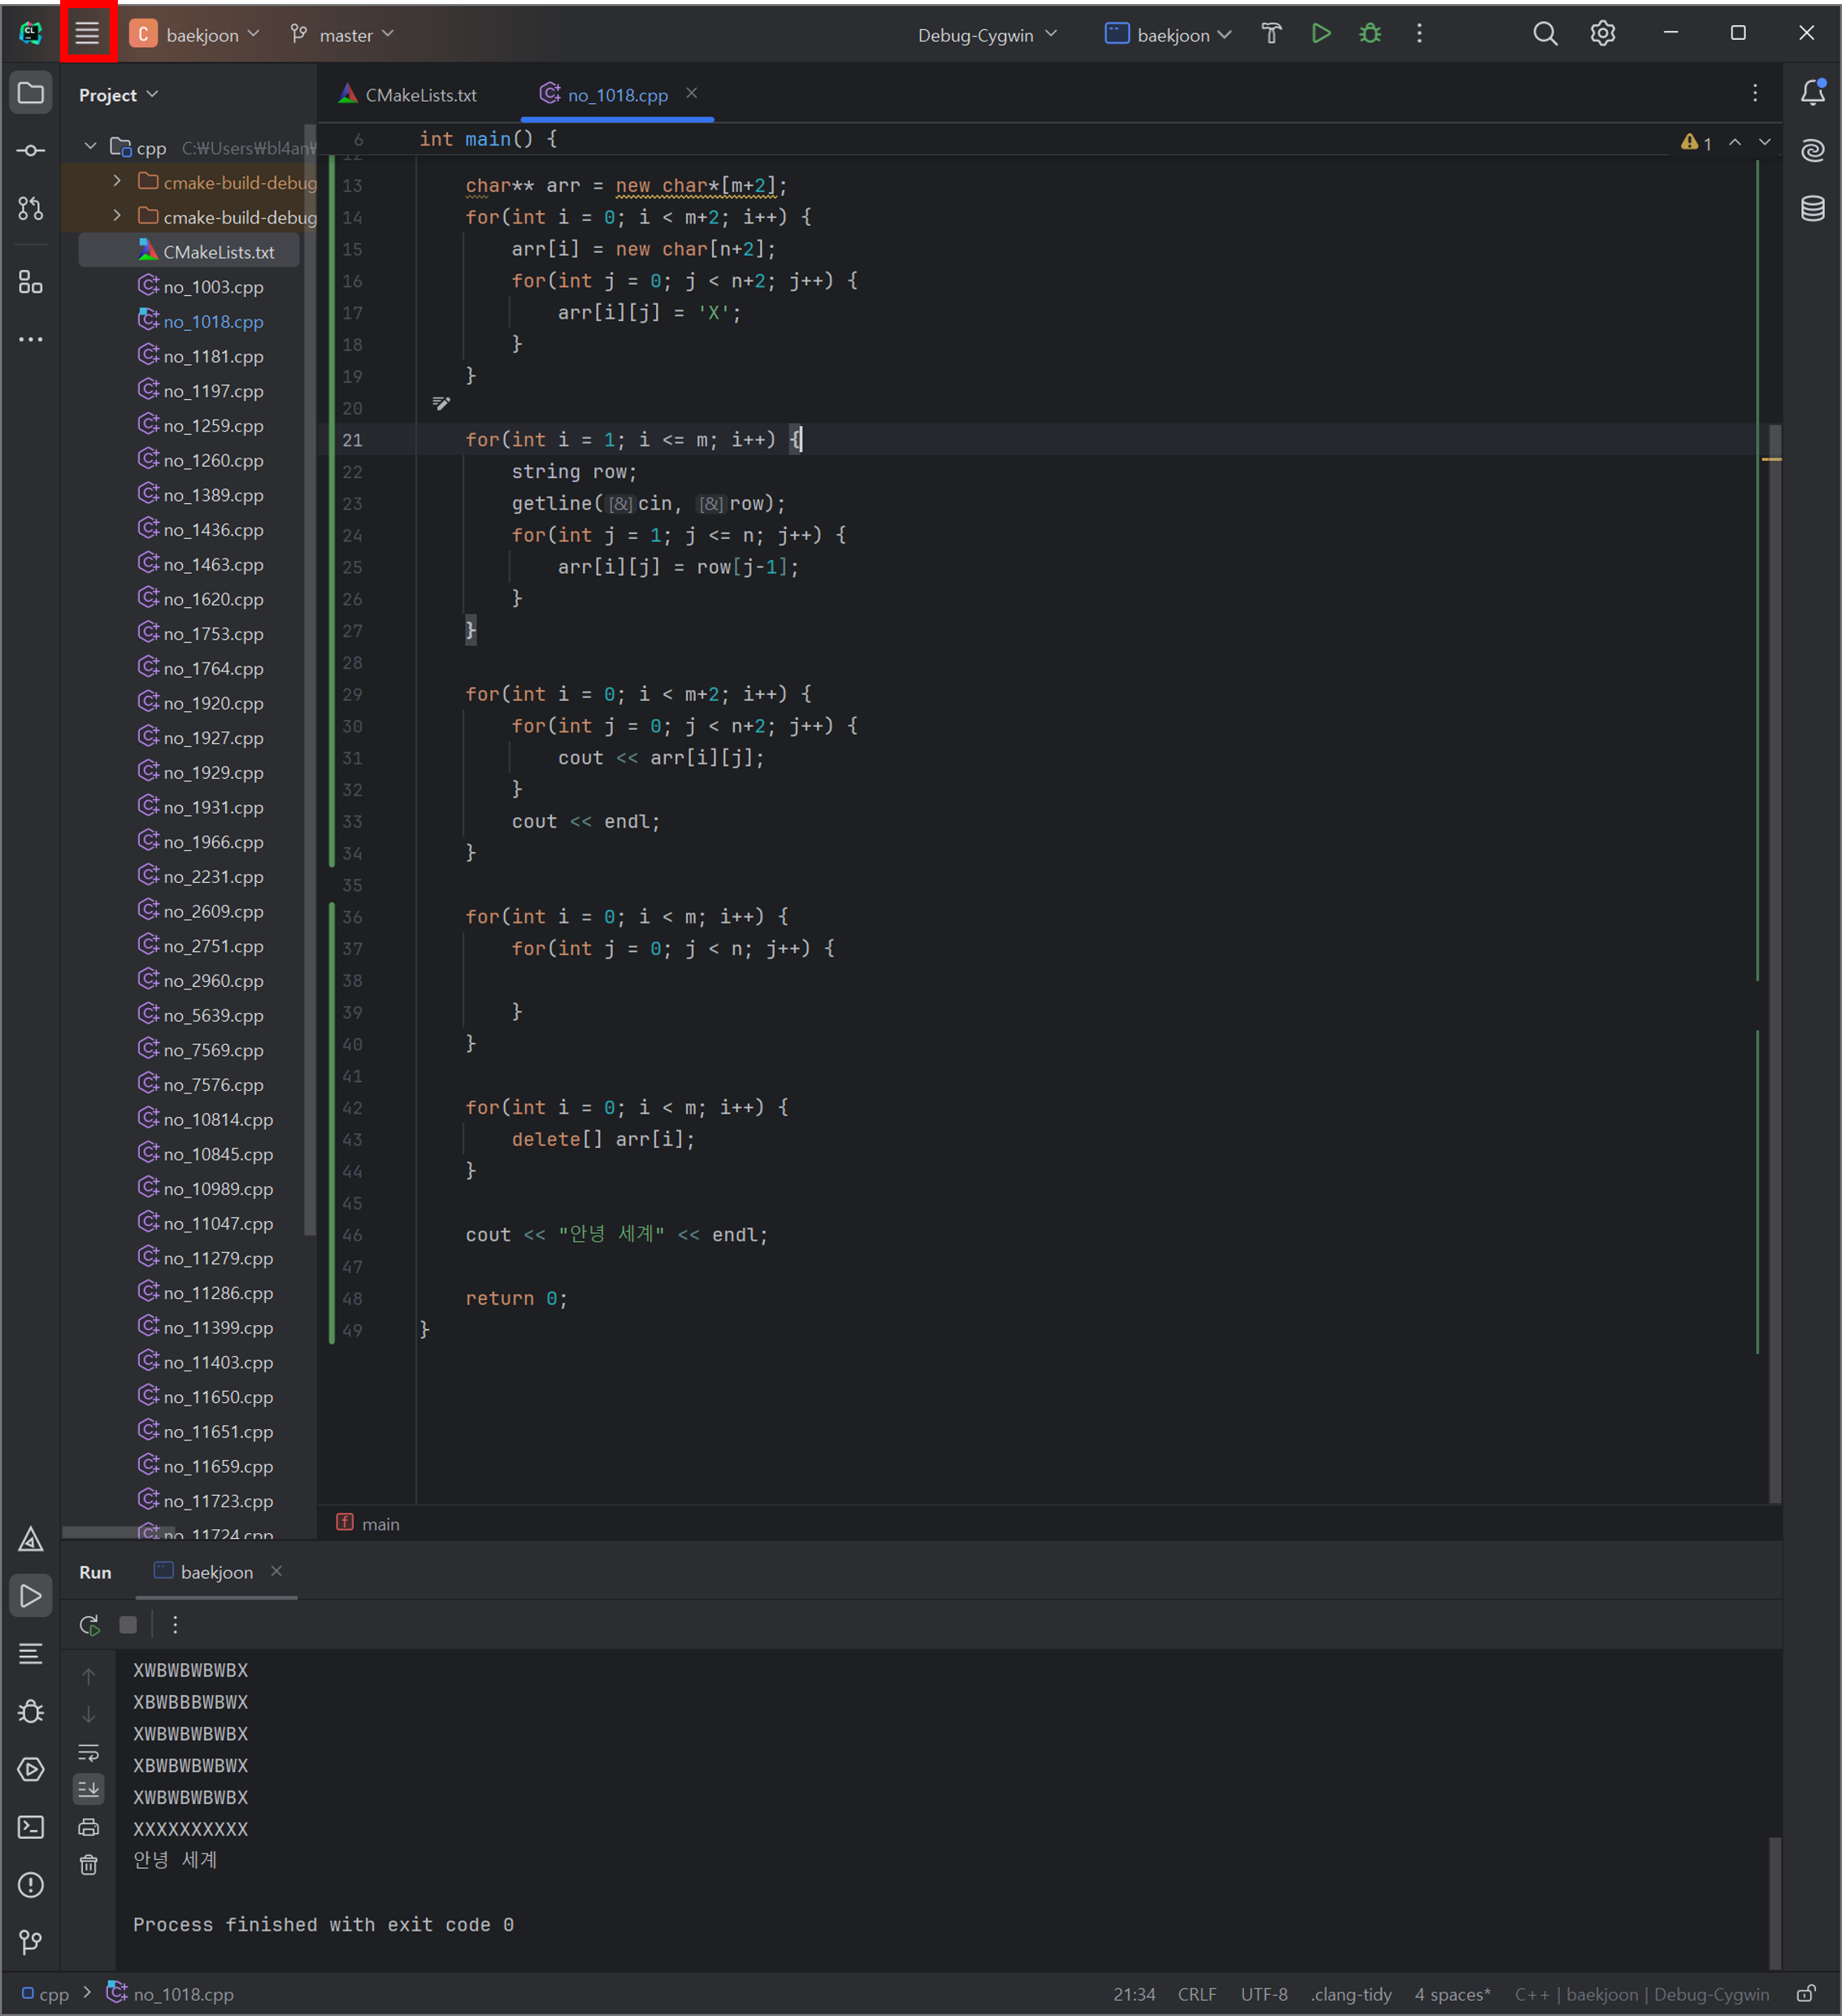 CL
C baekjoon master Debug-Cygwin baekjoon
Project
cpp C:₩Users₩bl4an₩
cmake-build-debug
cmake-build-debug
CMakeLists.txt
no_1003.cpp
no_1018.cpp
no_1181.cpp
no_1197.cpp
no_1259.cpp
no_1260.cpp
no_1389.cpp
no_1436.cpp
no_1463.cpp
no_1620.cpp
no_1753.cpp
no_1764.cpp
no_1920.cpp
no_1927.cpp
no_1929.cpp
no_1931.cpp
no_1966.cpp
no_2231.cpp
no_2609.cpp
no_2751.cpp
no_2960.cpp
no_5639.cpp
no_7569.cpp
no_7576.cpp
no_10814.cpp
no_10845.cpp
no_10989.cpp
no_11047.cpp
no_11279.cpp
no_11286.cpp
no_11399.cpp
no_11403.cpp
no_11650.cpp
no_11651.cpp
no_11659.cpp
no_11723.cpp
no_11724.cpp
CMakeLists.txt no_1018.cpp
6 int main() {
1
12
13 char** arr = new char*[m+2];
14 for(int i = 0; i < m+2; i++) {
15 arr[i] = new char[n+2];
16 for(int j = 0; j < n+2; j++) {
17 arr[i][j] = 'X';
18 }
19 }
20
21 for(int i = 1; i <= m; i++) {
22 string row;
23 getline([&]cin, [&]row);
24 for(int j = 1; j <= n; j++) {
25 arr[i][j] = row[j-1];
26 }
27 }
28
29 for(int i = 0; i < m+2; i++) {
30 for(int j = 0; j < n+2; j++) {
31 cout << arr[i][j];
32 }
33 cout << endl;
34 }
35
36 for(int i = 0; i < m; i++) {
37 for(int j = 0; j < n; j++) {
38
39 }
40 }
41
42 for(int i = 0; i < m; i++) {
43 delete[] arr[i];
44 }
45
46 cout << "안녕 세계" << endl;
47
48 return 0;
49 }
f main
Run baekjoon
XWBWBWBWBX
XBWBBBWBWX
XWBWBWBWBX
XBWBWBWBWX
XWBWBWBWBX
XXXXXXXXXX
안녕 세계
Process finished with exit code 0
cpp > no_1018.cpp 21:34 CRLF UTF-8 .clang-tidy 4 spaces* C++ | baekjoon | Debug-Cygwin